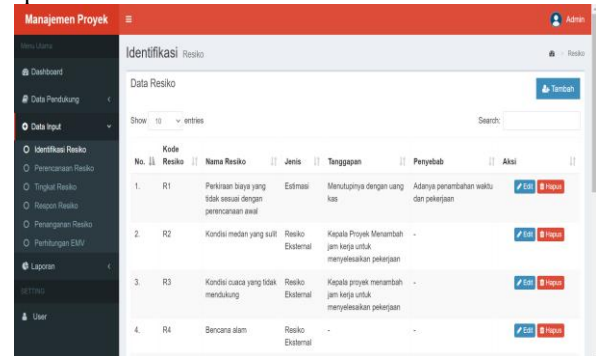 Manajemen Proyek
Admin
Menu Utama
Identifikasi Resiko
Resiko
Dashboard
Data Pendukung
Data Input
Identifikasi Resiko
Perencanaan Resiko
Tingkat Resiko
Respon Resiko
Penanganan Resiko
Perhitungan EMV
Laporan
SETTING
User
Data Resiko
Tambah
Show 10 entries
Search:
No. Kode Resiko Nama Resiko Jenis Tanggapan Penyebab Aksi
1. R1 Perkiraan biaya yang Estimasi Menutupinya dengan uang Adanya penambahan waktu Edit Hapus
tidak sesuai dengan kas dan pekerjaan
perencanaan awal
2. R2 Kondisi medan yang sulit Resiko Kepala Proyek Menambah - Edit Hapus
Eksternal jam kerja untuk
menyelesaikan pekerjaan
3. R3 Kondisi cuaca yang tidak Resiko Kepala proyek menambah - Edit Hapus
mendukung Eksternal jam kerja untuk
menyelesaikan pekerjaan
4. R4 Bencana alam Resiko - - Edit Hapus
Eksternal